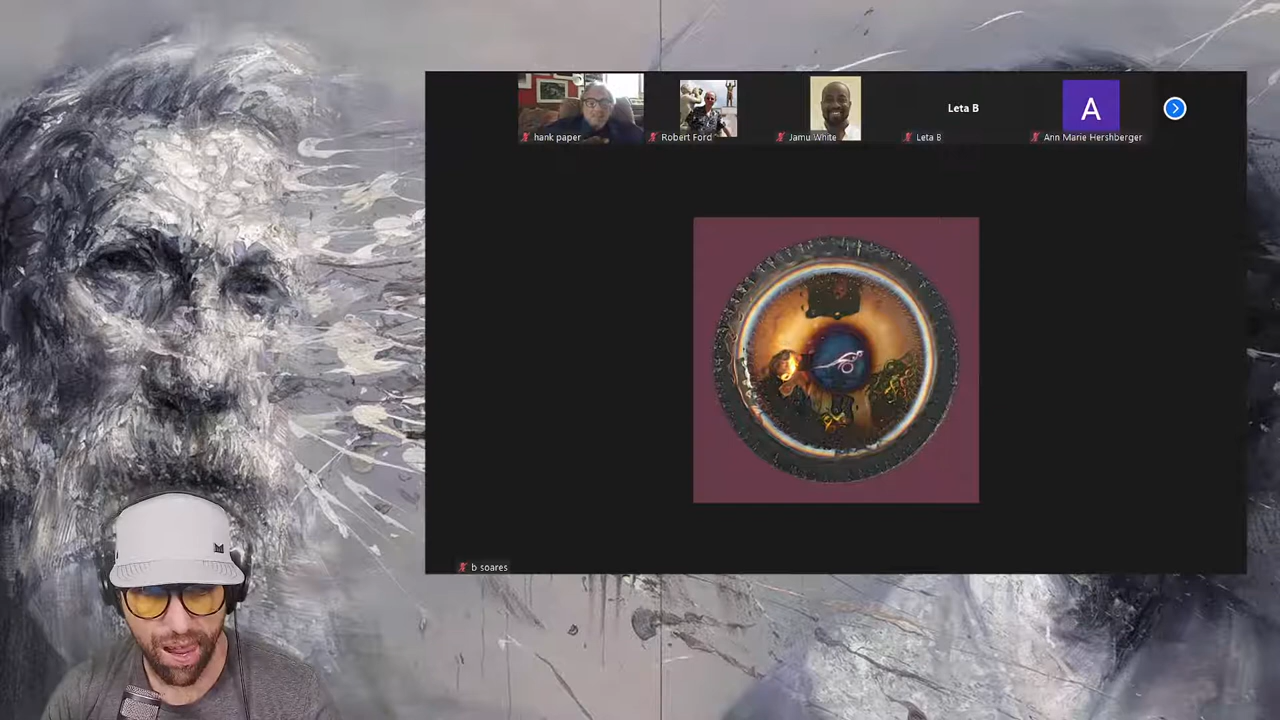 Leta B
A
hank paper
Robert Ford
Jamu White
Leta B
Ann Marie Hershberger
b soares